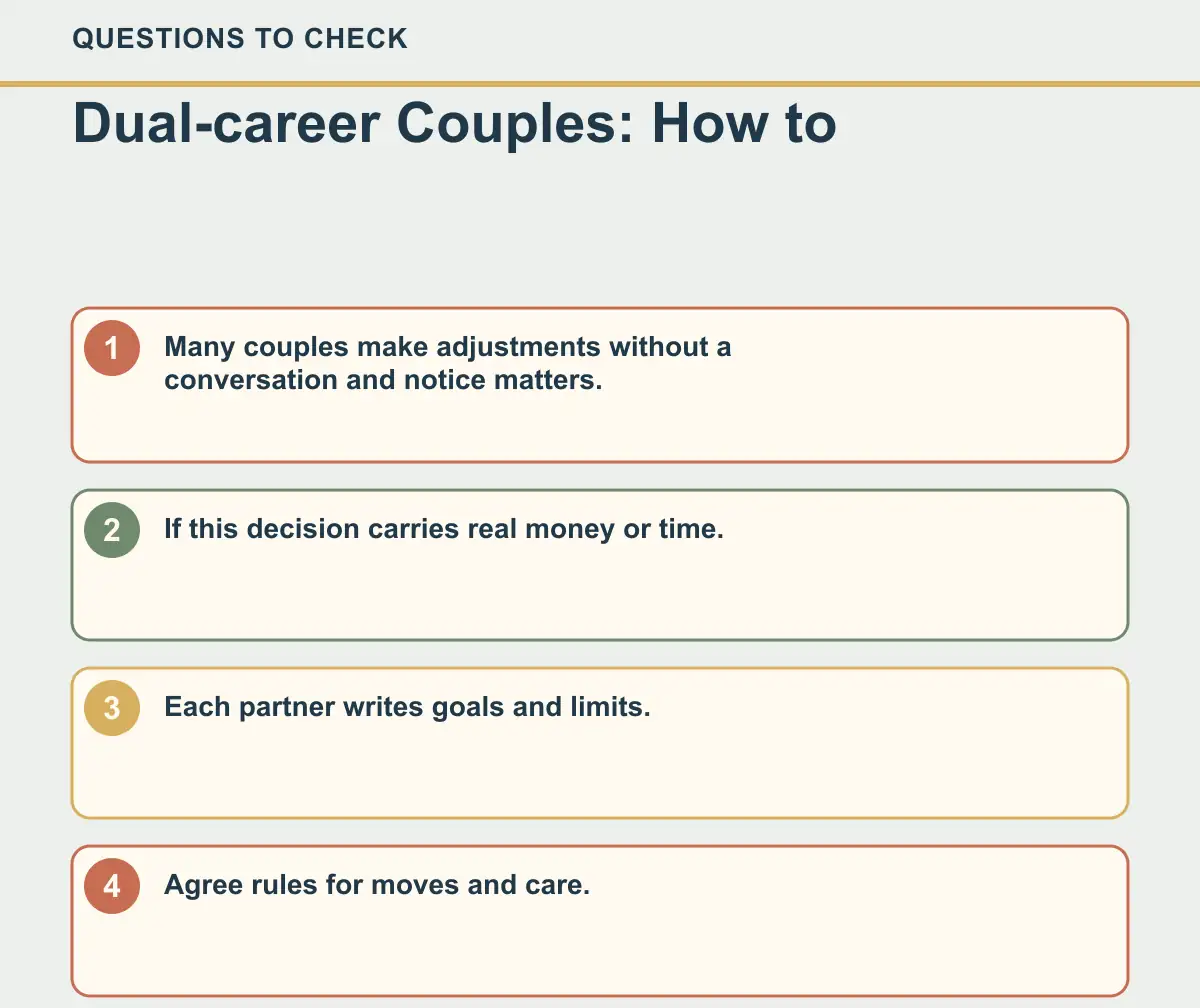 QUESTIONS TO CHECK
Dual-career Couples: How to
1
Many couples make adjustments without a
conversation and notice matters.
2
If this decision carries real money or time.
3
Each partner writes goals and limits.
4
Agree rules for moves and care.